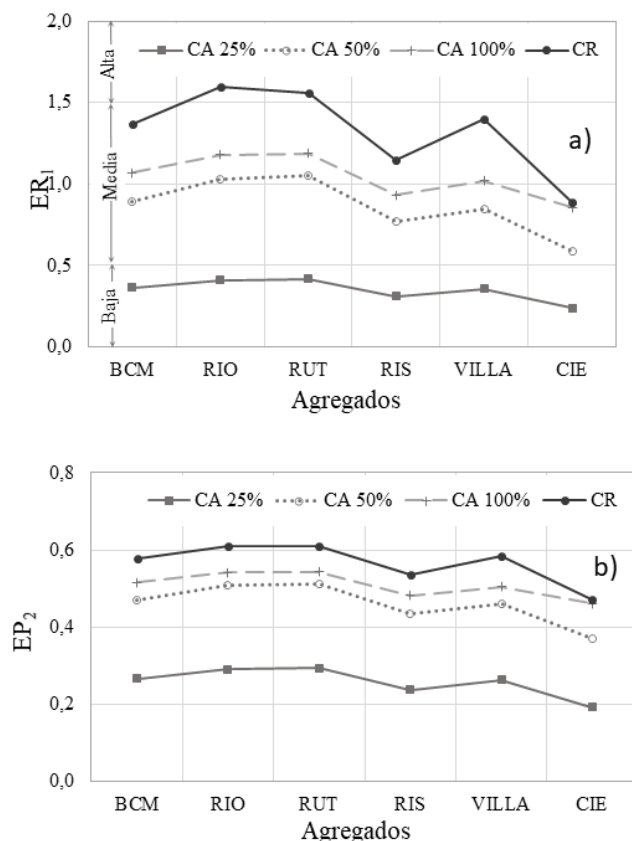 2,0
CA 25% CA 50% CA 100% CR
Alta
1,5
a)
Media
ER1
1,0
0,5
Baja
0,0
BCM RIO RUT RIS VILLA CIE
Agregados
0,8
CA 25% CA 50% CA 100% CR
0,6
b)
EP2
0,4
0,2
0,0
BCM RIO RUT RIS VILLA CIE
Agregados